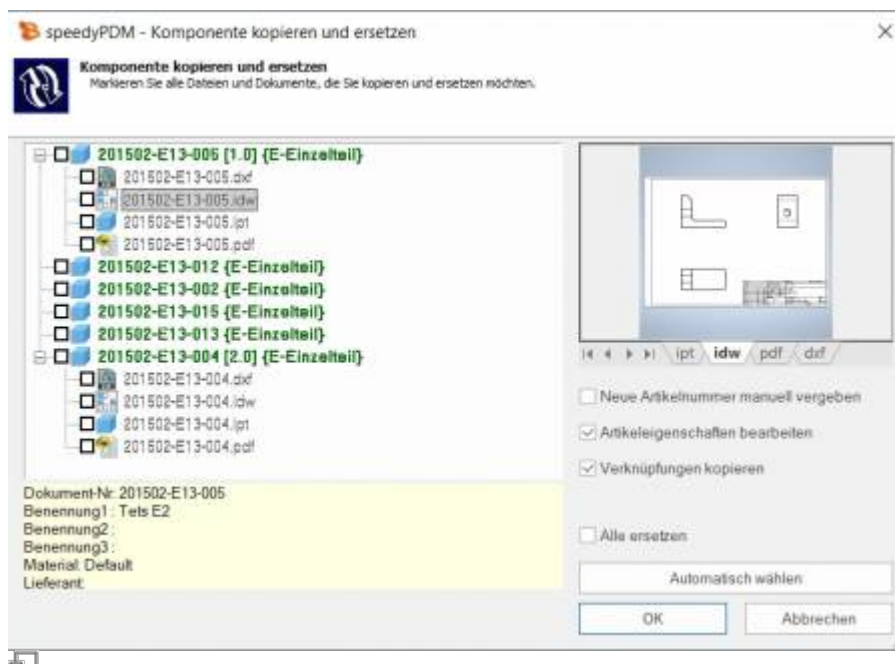 speedyPDM - Komponente kopieren und ersetzen
Komponente kopieren und ersetzen
Markieren Sie alle Dateien und Dokumente, die Sie kopieren und ersetzen möchten.
201502-E13-005 [1.0] {E-Einzelteil}
201502-E13-005.dxf
201502-E13-005.idw
201502-E13-005.ipt
201502-E13-005.pdf
201502-E13-012 {E-Einzelteil}
201502-E13-002 {E-Einzelteil}
201502-E13-015 {E-Einzelteil}
201502-E13-013 {E-Einzelteil}
201502-E13-004 [2.0] {E-Einzelteil}
201502-E13-004.dxf
201502-E13-004.idw
201502-E13-004.ipt
201502-E13-004.pdf
Dokument-Nr: 201502-E13-005
Benennung1 : Tets E2
Benennung2 :
Benennung3 :
Material: Default
Lieferant:
ipt idw pdf dxf
Neue Artikelnummer manuell vergeben
Artikeleigenschaften bearbeiten
Verknüpfungen kopieren
Alle ersetzen
Automatisch wählen
OK Abbrechen